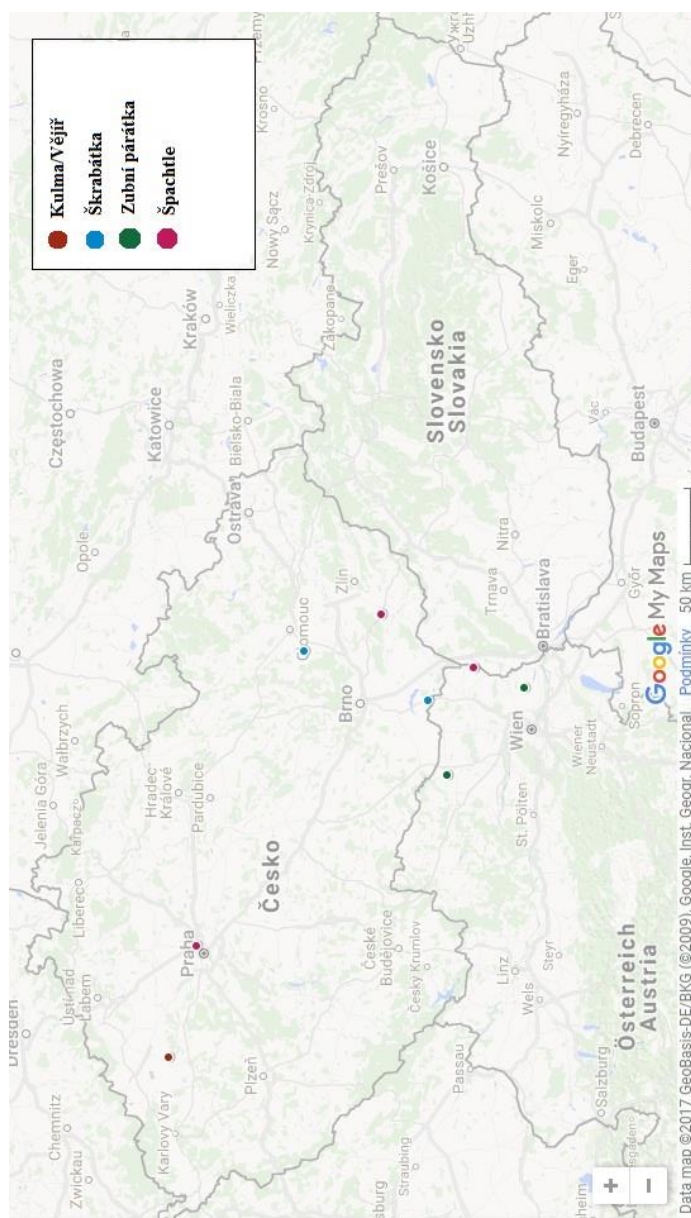 Dresden
Kulma/Vějíř
Škrabátka
Zubní párátka
Špachtle
Chemnitz
Zwickau
Jelenia Góra
Wałbrzych
Karpacz
Liberec
Ústí nad
Labem
Opole
Częstochowa
Katowice
Kraków
Wieliczka
Bielsko-Biała
Krosno
Nowy Sącz
Krynica-Zdrój
Zakopane
Karlovy Vary
Praha
Hradec
Králové
Pardubice
Ostrava
Plzeň
Česko
Olomouc
Zlín
Brno
Prešov
Košice
Ужгород
Uzhh
České
Budějovice
Český Krumlov
Straubing
Passau
Slovensko
Slovakia
Trnava
Nitra
Bratislava
Linz
Wels
Steyr
St. Pölten
Wien
Wiener
Neustadt
Sopron
Győr
Vác
Budapest
Miskolc
Eger
Nyíregyháza
Debrecen
Salzburg
Österreich
Austria
+
−
Google My Maps
Data map ©2017 GeoBasis-DE/BKG (©2009), Google, Inst. Geogr. Nacional Podmínky 50 km